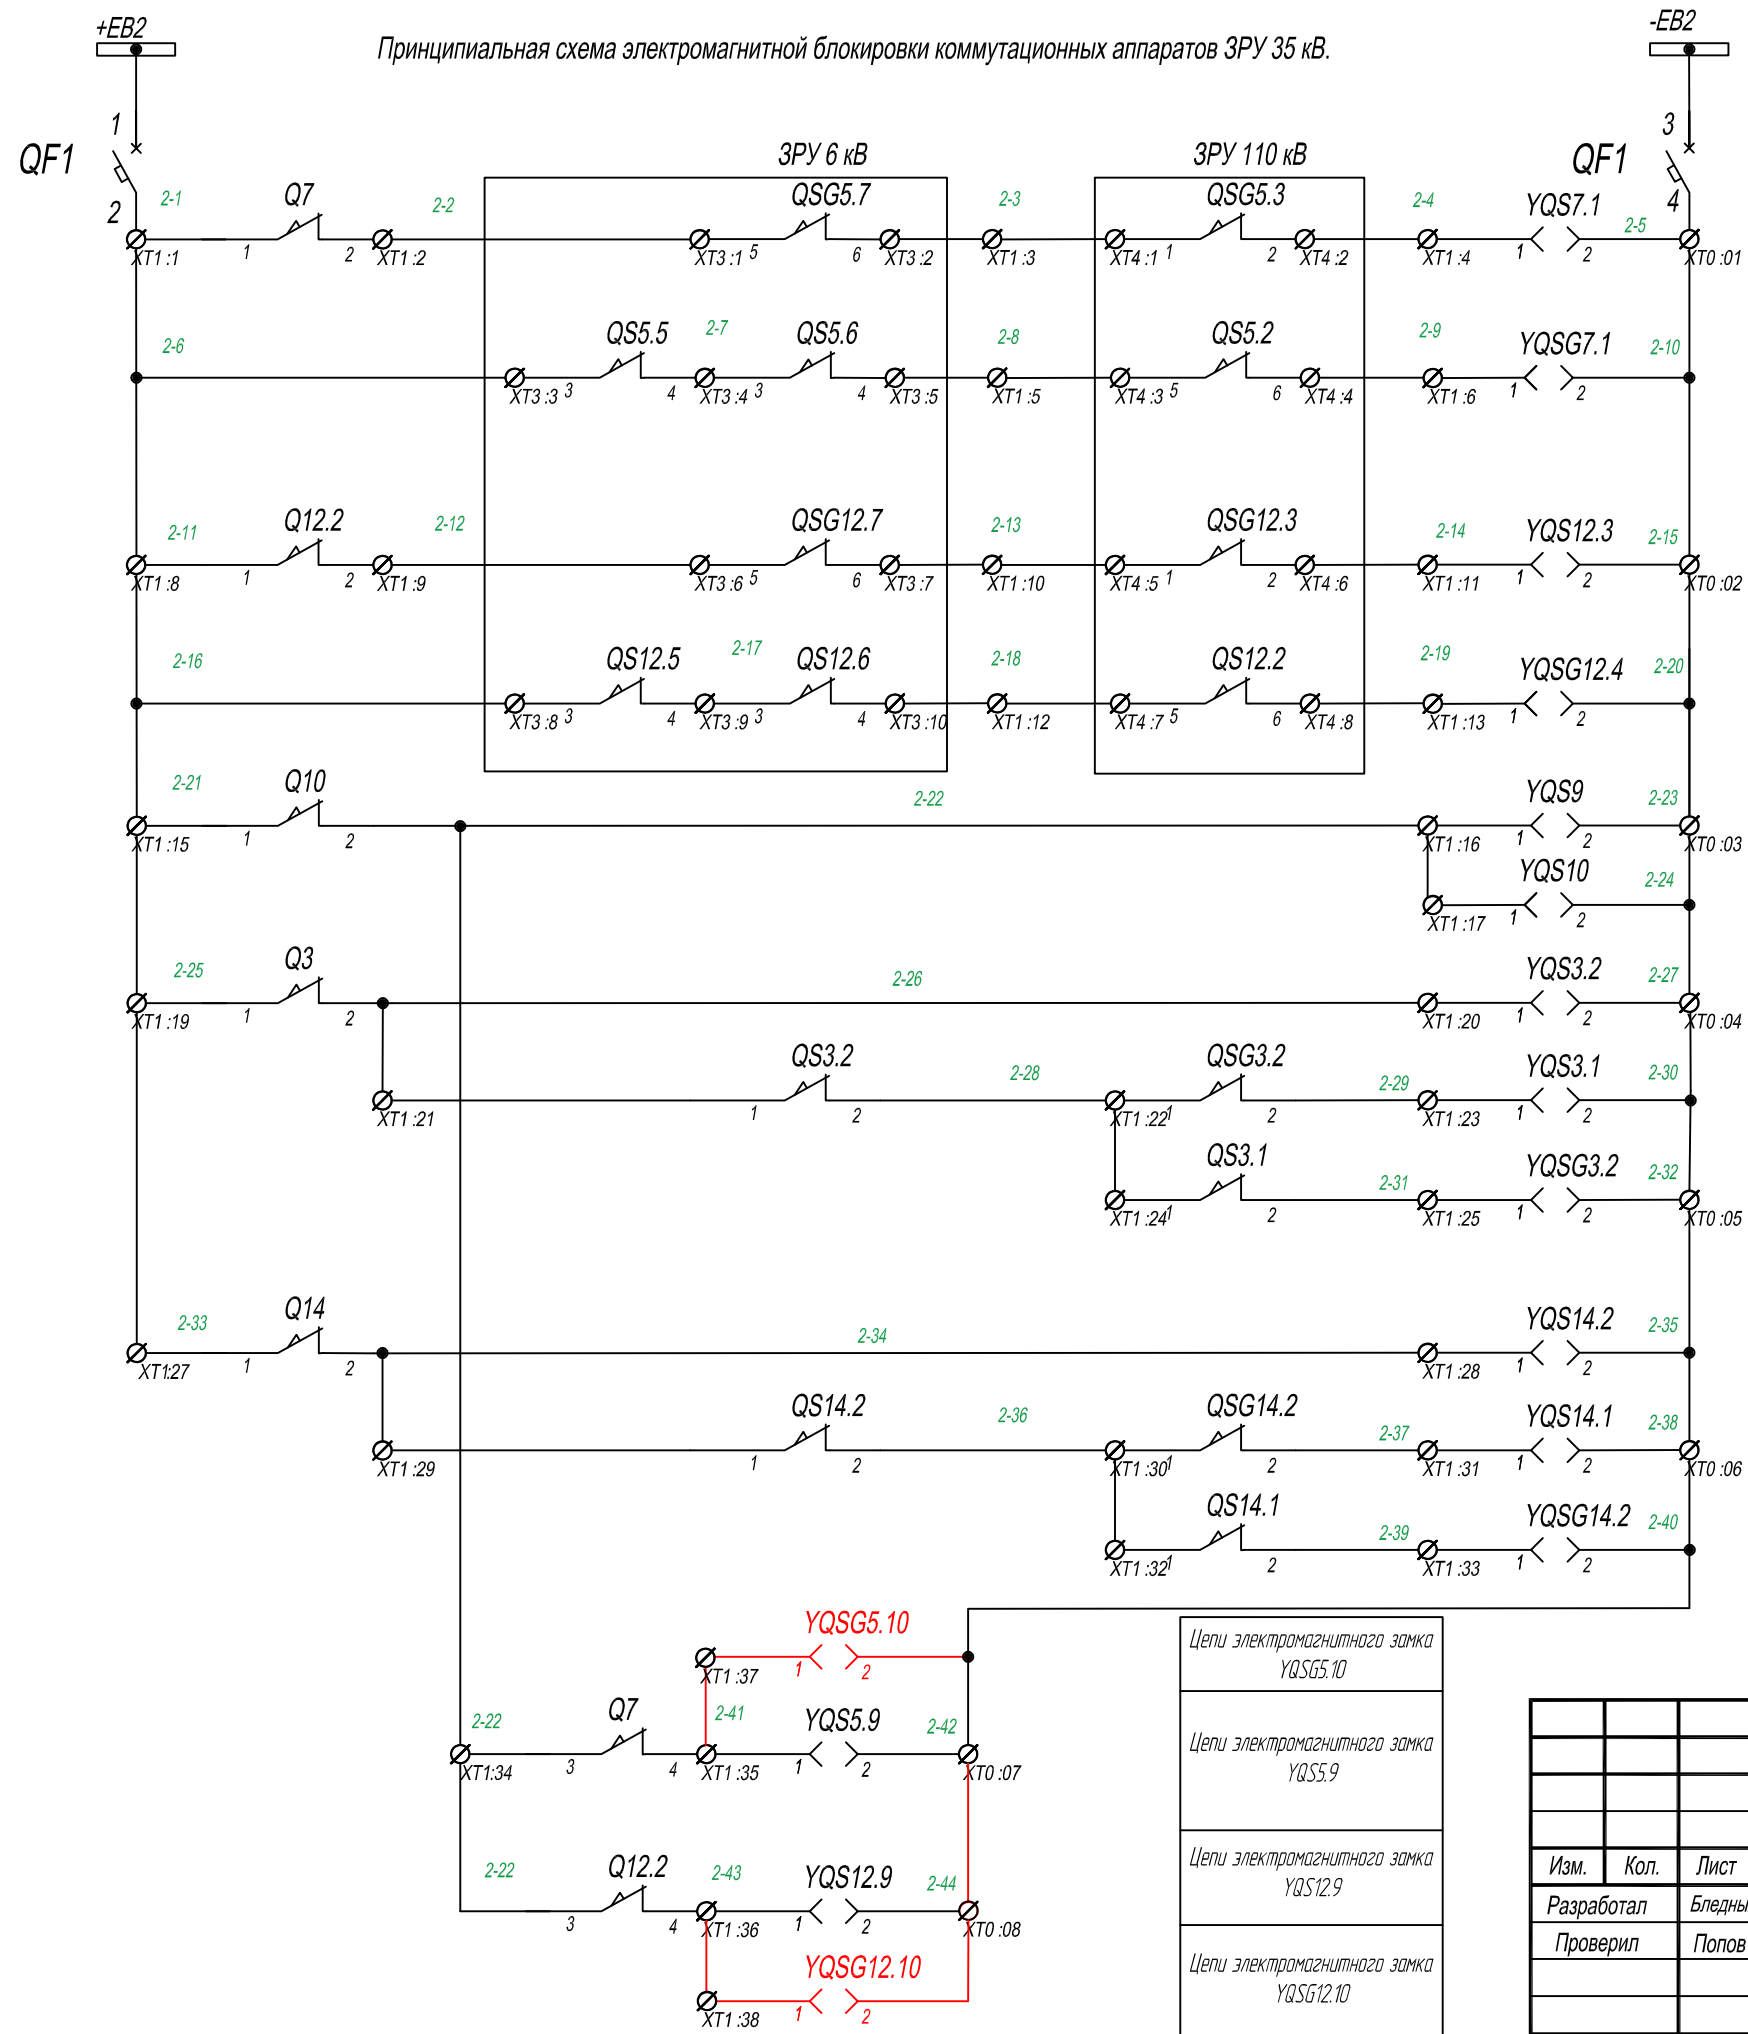 +EB2
-EB2
Принципиальная схема электромагнитной блокировки коммутационных аппаратов ЗРУ 35 кВ.
1
3
QF1
QF1
2
4
ЗРУ 6 кВ
ЗРУ 110 кВ
2-1 Q7 2-2 QSG5.7 2-3 QSG5.3 2-4 YQS7.1 2-5
XT1 :1 1 2 XT1 :2 XT3 :1 5 6 XT3 :2 XT1 :3 XT4 :1 1 2 XT4 :2 XT1 :4 1 2 XT0 :01
2-6 QS5.5 2-7 QS5.6 2-8 QS5.2 2-9 YQSG7.1 2-10
XT3 :3 3 4 XT3 :4 3 4 XT3 :5 XT1 :5 XT4 :3 5 6 XT4 :4 XT1 :6 1 2
2-11 Q12.2 2-12 QSG12.7 2-13 QSG12.3 2-14 YQS12.3 2-15
XT1 :8 1 2 XT1 :9 XT3 :6 5 6 XT3 :7 XT1 :10 XT4 :5 1 2 XT4 :6 XT1 :11 1 2 XT0 :02
2-16 QS12.5 2-17 QS12.6 2-18 QS12.2 2-19 YQSG12.4 2-20
XT3 :8 3 4 XT3 :9 3 4 XT3 :10 XT1 :12 XT4 :7 5 6 XT4 :8 XT1 :13 1 2
2-21 Q10 2-22 YQS9 2-23
XT1 :15 1 2 XT1 :16 1 2 XT0 :03
YQS10 2-24
XT1 :17 1 2
2-25 Q3 2-26 YQS3.2 2-27
XT1 :19 1 2 XT1 :20 1 2 XT0 :04
QS3.2 2-28 QSG3.2 2-29 YQS3.1 2-30
XT1 :21 1 2 XT1 :22 1 2 XT1 :23 1 2
QS3.1 2-31 YQSG3.2 2-32
XT1 :24 1 2 XT1 :25 1 2 XT0 :05
2-33 Q14 2-34 YQS14.2 2-35
XT1:27 1 2 XT1 :28 1 2
QS14.2 2-36 QSG14.2 2-37 YQS14.1 2-38
XT1 :29 1 2 XT1 :30 1 2 XT1 :31 1 2 XT0 :06
QS14.1 2-39 YQSG14.2 2-40
XT1 :32 1 2 XT1 :33 1 2
YQSG5.10
XT1 :37 1 2
2-22 Q7 2-41 YQS5.9 2-42
XT1:34 3 4 XT1 :35 1 2 XT0 :07
2-22 Q12.2 2-43 YQS12.9 2-44
3 4 XT1 :36 1 2 XT0 :08
YQSG12.10
XT1 :38 1 2
Цепи электромагнитного замка
YQSG5.10
Цепи электромагнитного замка
YQS5.9
Цепи электромагнитного замка
YQS12.9
Цепи электромагнитного замка
YQSG12.10
Изм. Кол. Лист
Разработал Бледны
Проверил Попов